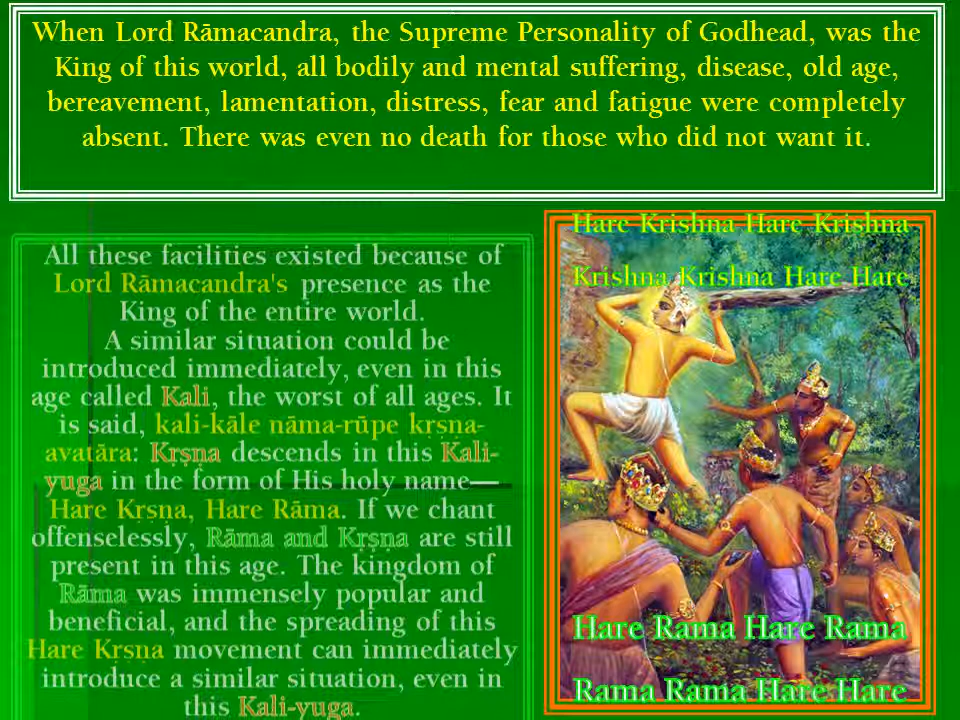 When Lord Rāmacandra, the Supreme Personality of Godhead, was the
King of this world, all bodily and mental suffering, disease, old age,
bereavement, lamentation, distress, fear and fatigue were completely
absent. There was even no death for those who did not want it.
All these facilities existed because of
Lord Rāmacandra's presence as the
King of the entire world.
A similar situation could be
introduced immediately, even in this
age called Kali, the worst of all ages. It
is said, kali-kāle nāma-rūpe kṛṣṇa-
avatāra: Kṛṣṇa descends in this Kali-
yuga in the form of His holy name—
Hare Kṛṣṇa, Hare Rāma. If we chant
offenselessly, Rāma and Kṛṣṇa are still
present in this age. The kingdom of
Rāma was immensely popular and
beneficial, and the spreading of this
Hare Kṛṣṇa movement can immediately
introduce a similar situation, even in
this Kali-yuga.
Hare Krishna Hare Krishna
Krishna Krishna Hare Hare
Hare Rama Hare Rama
Rama Rama Hare Hare